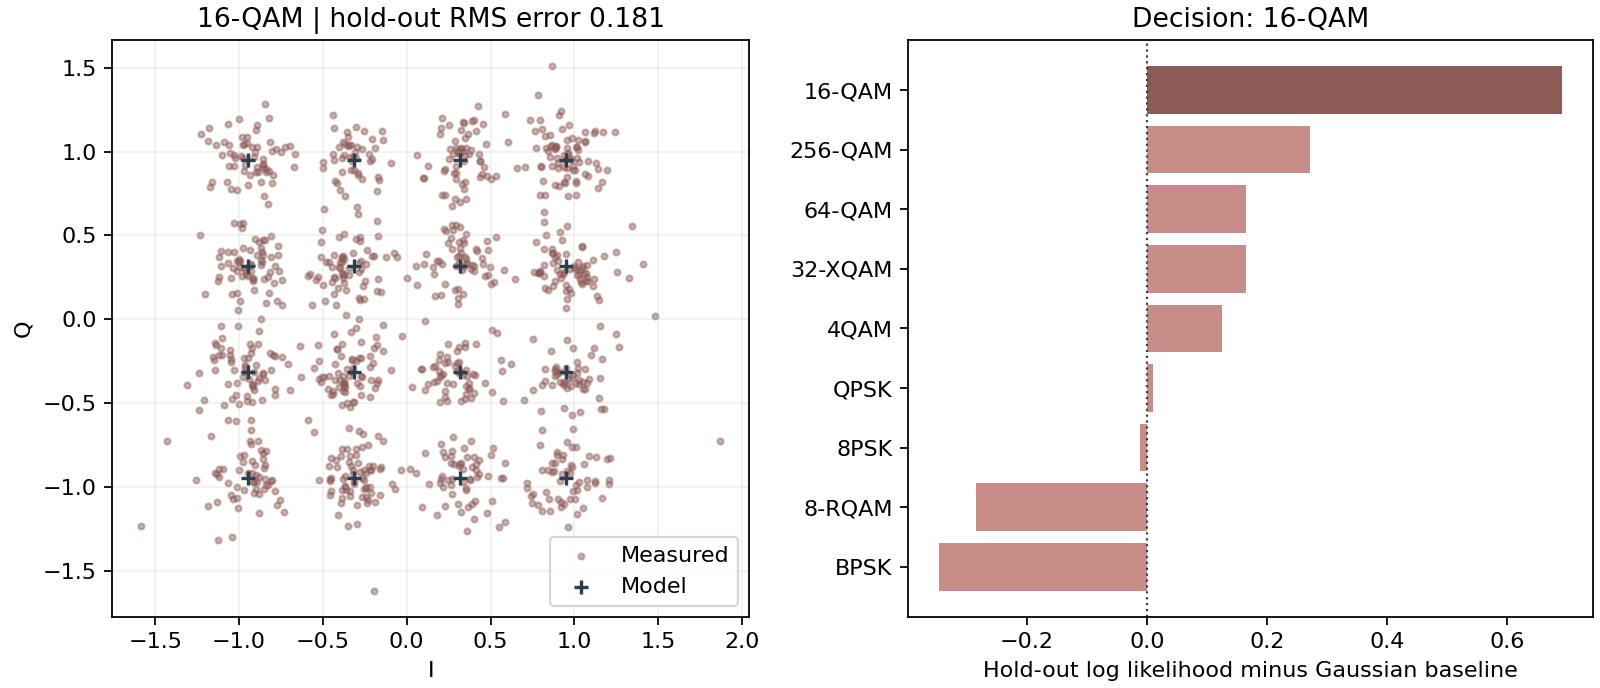 16-QAM | hold-out RMS error 0.181
1.5
1.0
0.5
0.0
−0.5
−1.0
−1.5
Q
−1.5
−1.0
−0.5
0.0
0.5
1.0
1.5
2.0
I
Measured
Model
Decision: 16-QAM
16-QAM
256-QAM
64-QAM
32-XQAM
4QAM
QPSK
8PSK
8-RQAM
BPSK
−0.2
0.0
0.2
0.4
0.6
Hold-out log likelihood minus Gaussian baseline